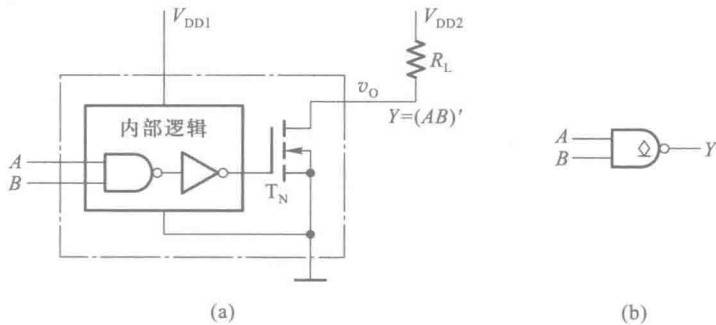 V_DD1
V_DD2
R_L
v_O
Y=(AB)′
内部逻辑
A
B
T_N
A
B
Y
(a)
(b)